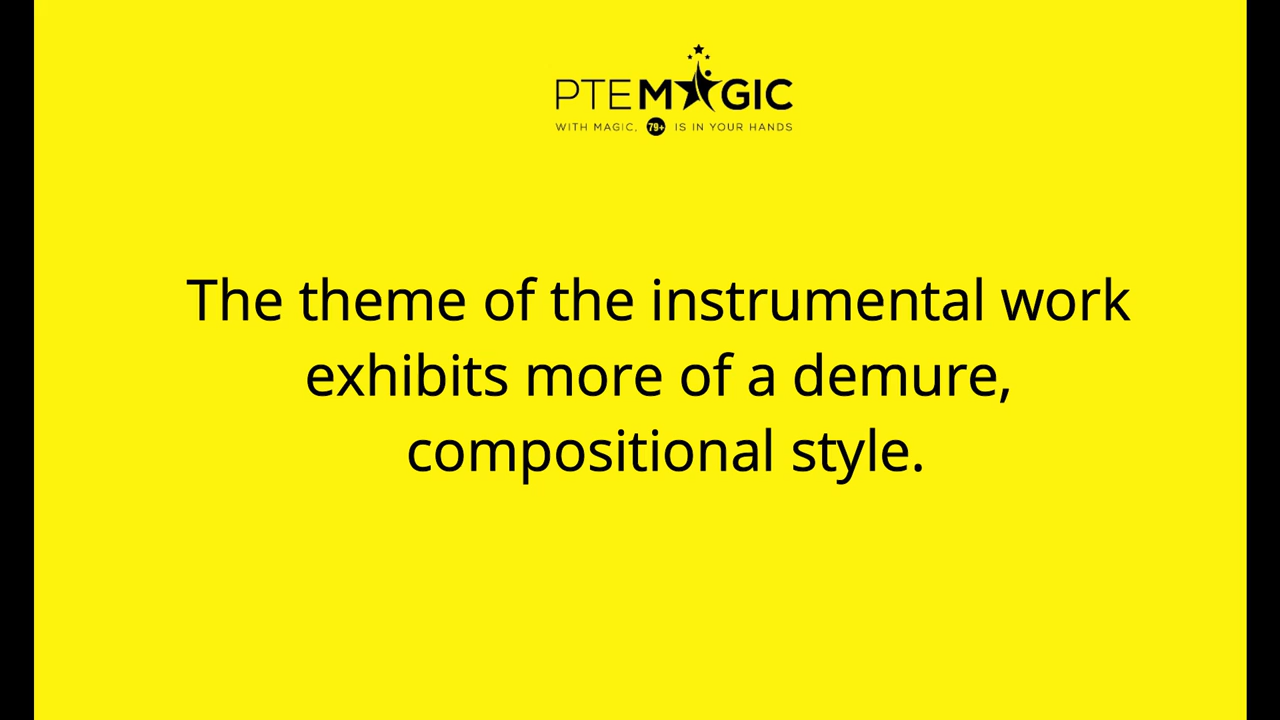 PTEMAGIC
WITH MAGIC, 79+ IS IN YOUR HANDS
The theme of the instrumental work
exhibits more of a demure,
compositional style.